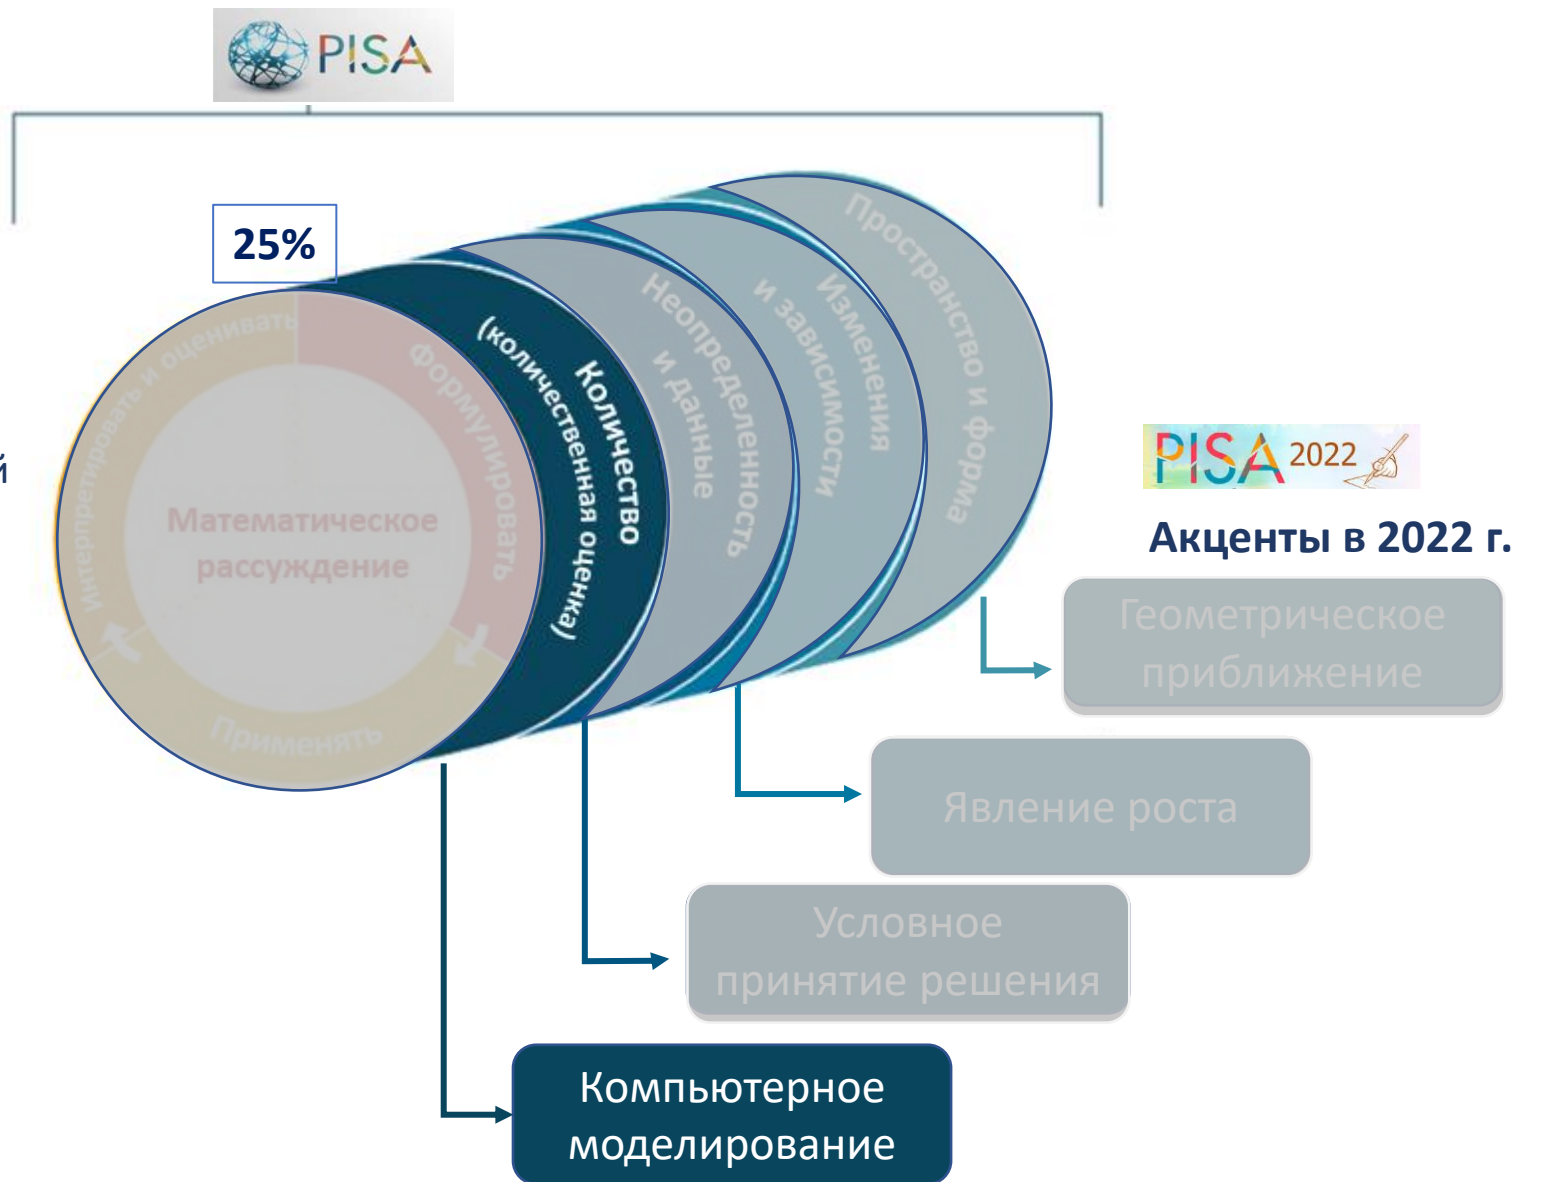 PISA
25%
Интерпретировать и оценивать
Формулировать
Применять
Математическое
рассуждение
Количество
(количественная оценка)
Неопределенность
и данные
Изменения
и зависимости
Пространство и форма
й
PISA 2022
Акценты в 2022 г.
Геометрическое
приближение
Явление роста
Условное
принятие решения
Компьютерное
моделирование